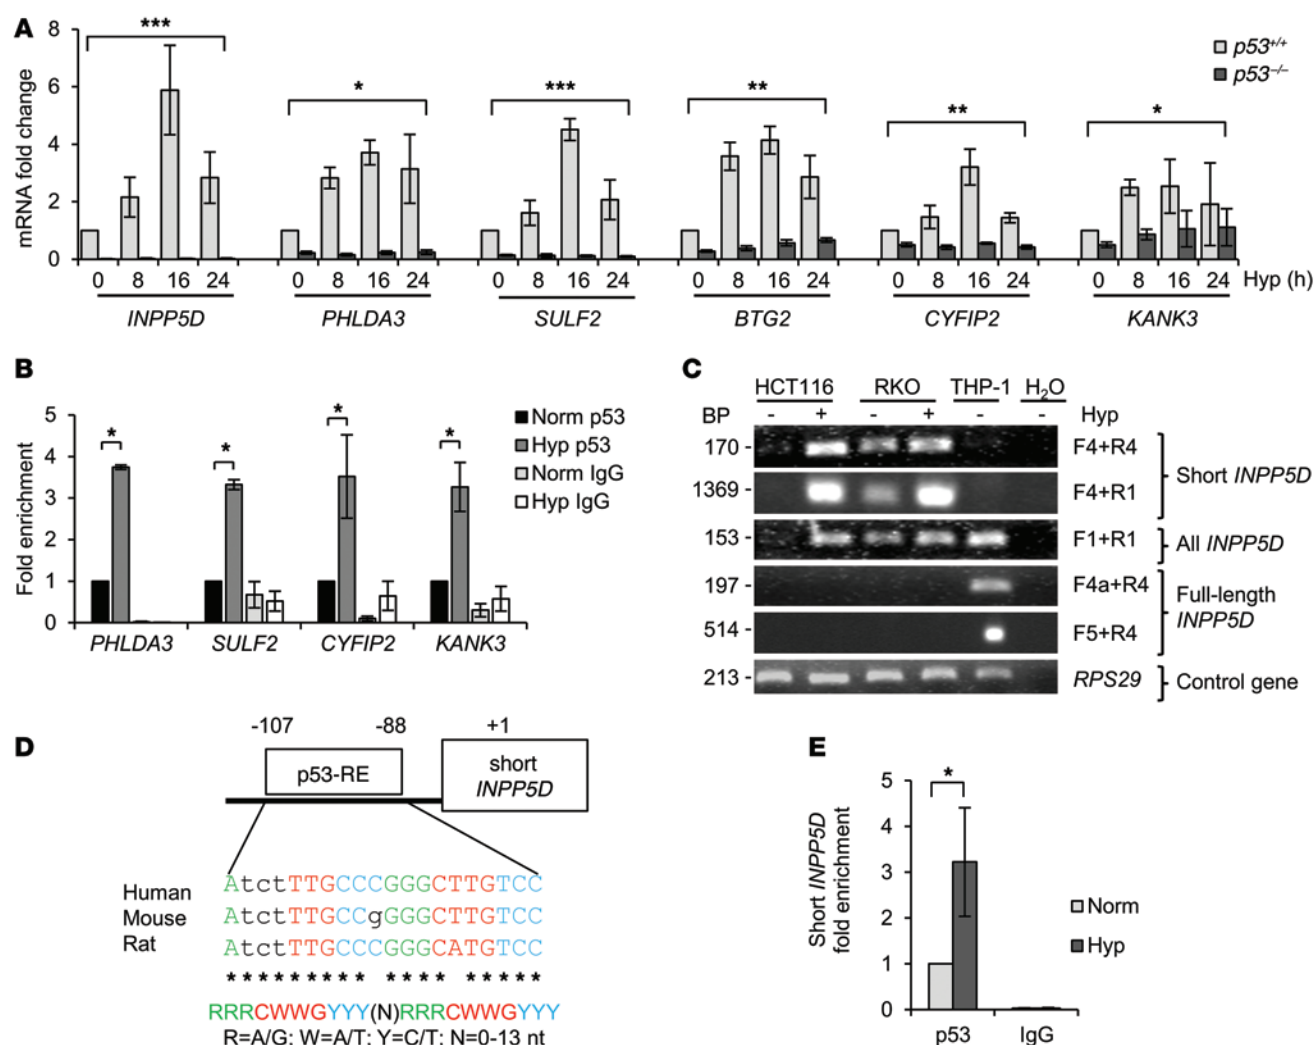 A
8
6
4
2
0
mRNA fold change
***
*
***
**
**
*
p53+/+
p53–/–
0 8 16 24 0 8 16 24 0 8 16 24 0 8 16 24 0 8 16 24 0 8 16 24 Hyp (h)
INPP5D PHLDA3 SULF2 BTG2 CYFIP2 KANK3
B
5
4
3
2
1
0
Fold enrichment
*
*
*
*
Norm p53
Hyp p53
Norm IgG
Hyp IgG
PHLDA3 SULF2 CYFIP2 KANK3
C
HCT116 RKO THP-1 H2O
BP - + - + - - Hyp
170 - F4+R4
1369 - F4+R1
Short INPP5D
153 - F1+R1 All INPP5D
197 - F4a+R4
514 - F5+R4
Full-length
INPP5D
213 - RPS29 Control gene
D
-107 -88 +1
p53-RE
short
INPP5D
Human AtctTTGCCCGGGCTTGTCC
Mouse AtctTTGCCgGGGCTTGTCC
Rat AtctTTGCCCGGGCATGTCC
********* **** *****
RRRCWWGYYY(N)RRRCWWGYYY
R=A/G; W=A/T; Y=C/T; N=0-13 nt
E
5
4
3
2
1
0
Short INPP5D
fold enrichment
*
Norm
Hyp
p53 IgG